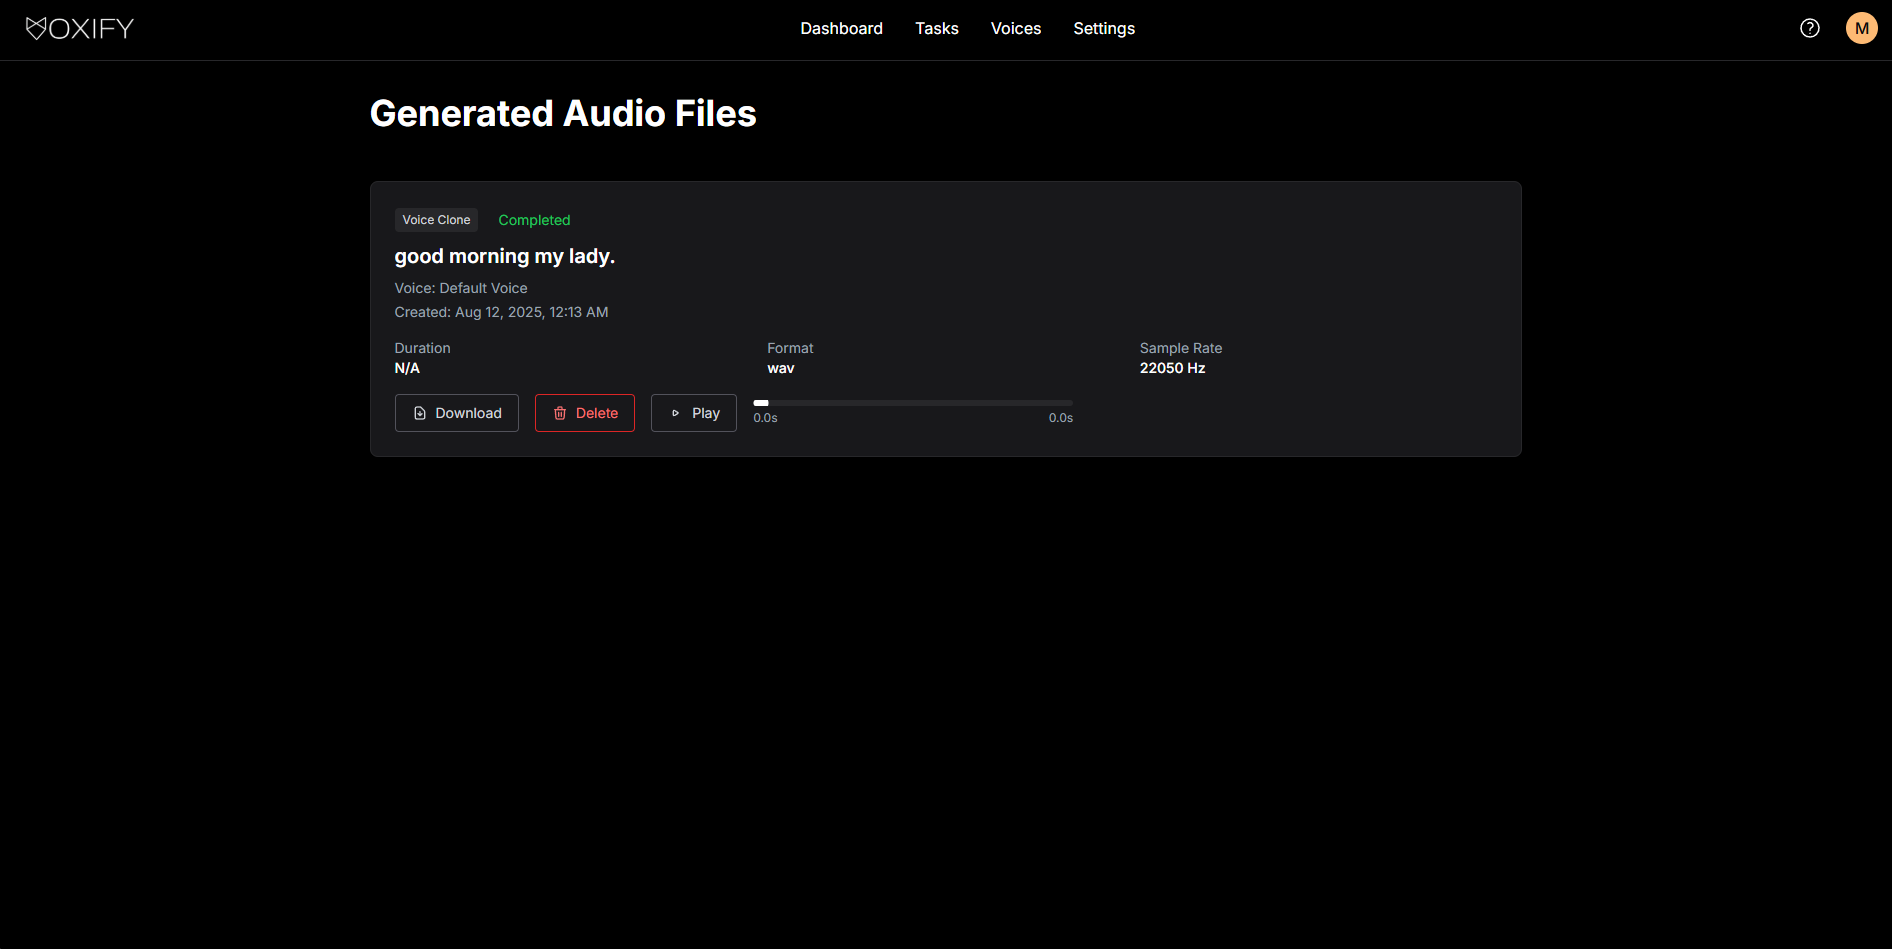 VOXIFY
Dashboard Tasks Voices Settings
M
Generated Audio Files
Voice Clone Completed
good morning my lady.
Voice: Default Voice
Created: Aug 12, 2025, 12:13 AM
Duration Format Sample Rate
N/A wav 22050 Hz
Download Delete Play
0.0s 0.0s